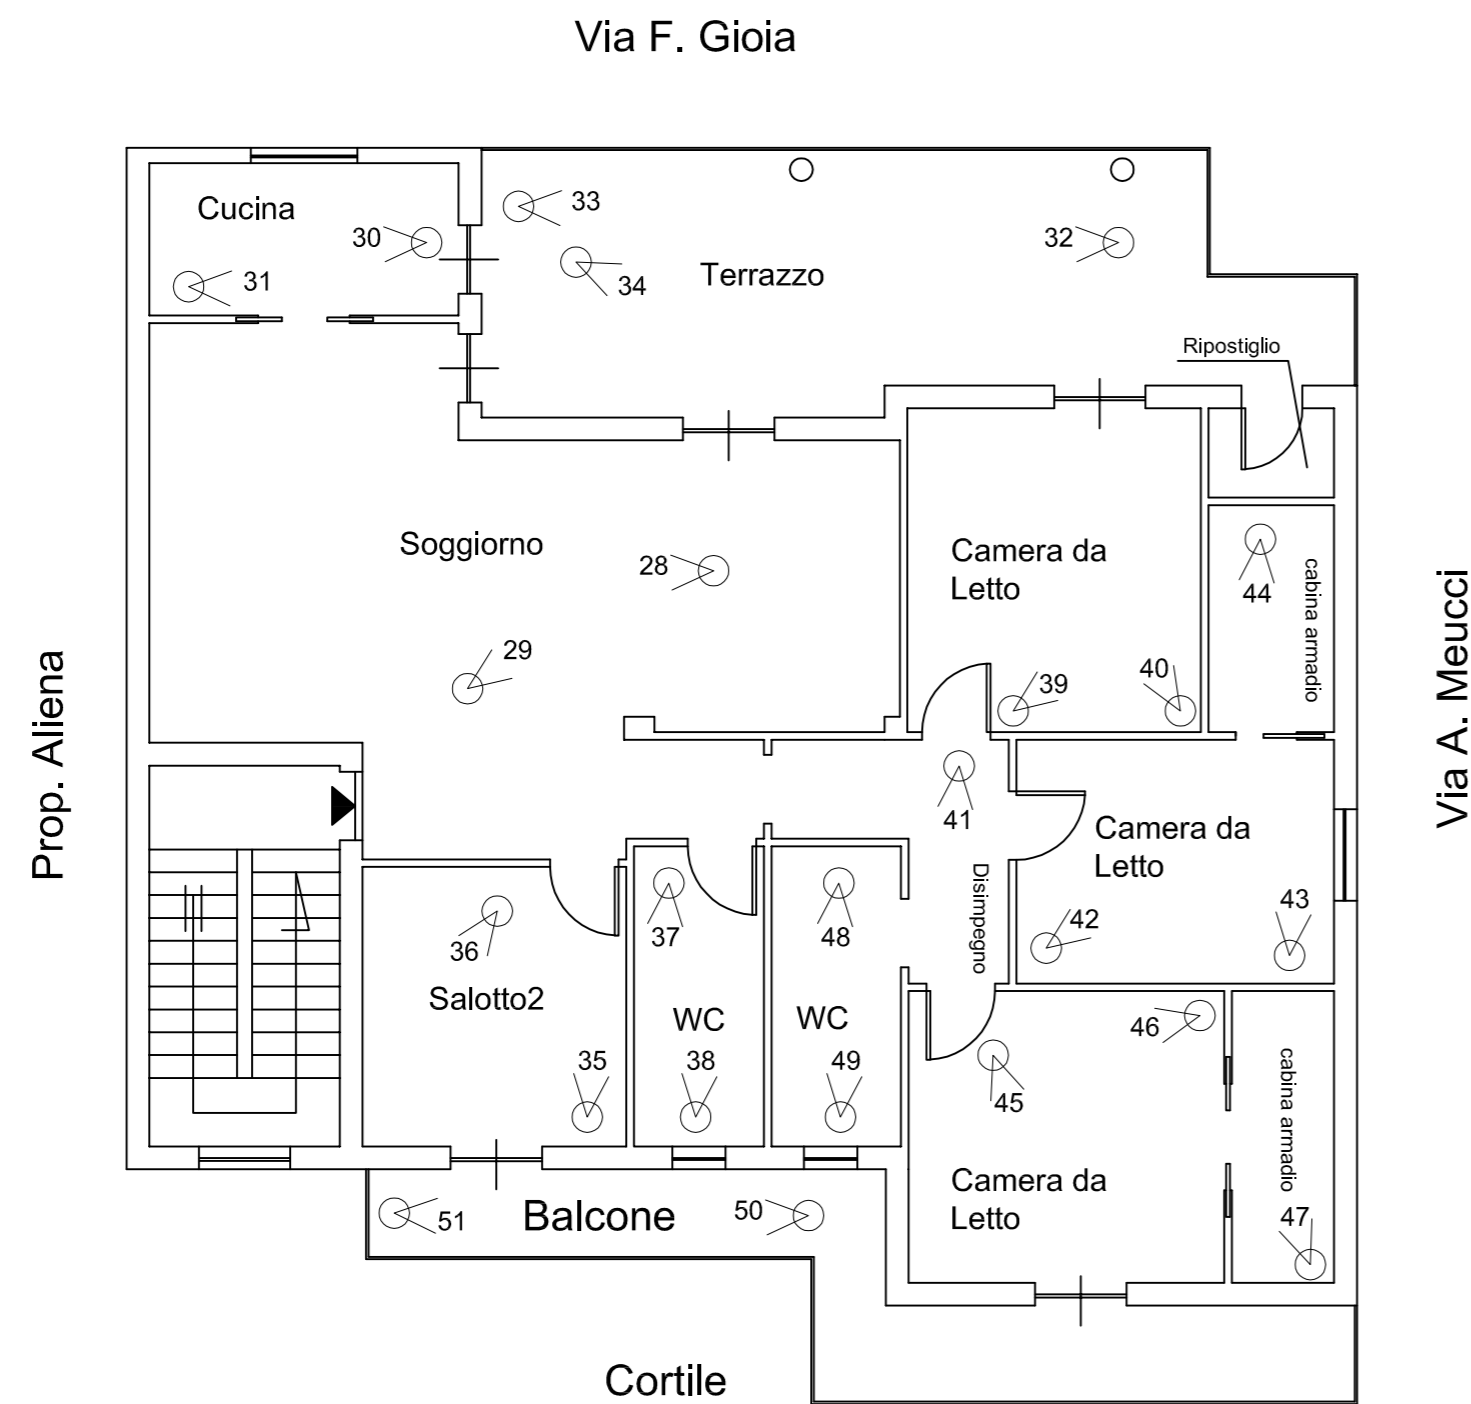 Via F. Gioia
Cucina
33
30
32
31
34
Terrazzo
Ripostiglio
Soggiorno
28
Camera da
Letto
44
cabina armadio
29
39
40
Prop. Aliena
Via A. Meucci
41
Camera da
Letto
Disimpegno
42
43
36
37
48
Salotto2
WC
WC
35
38
49
46
45
cabina armadio
Camera da
Letto
47
51
Balcone
50
Cortile